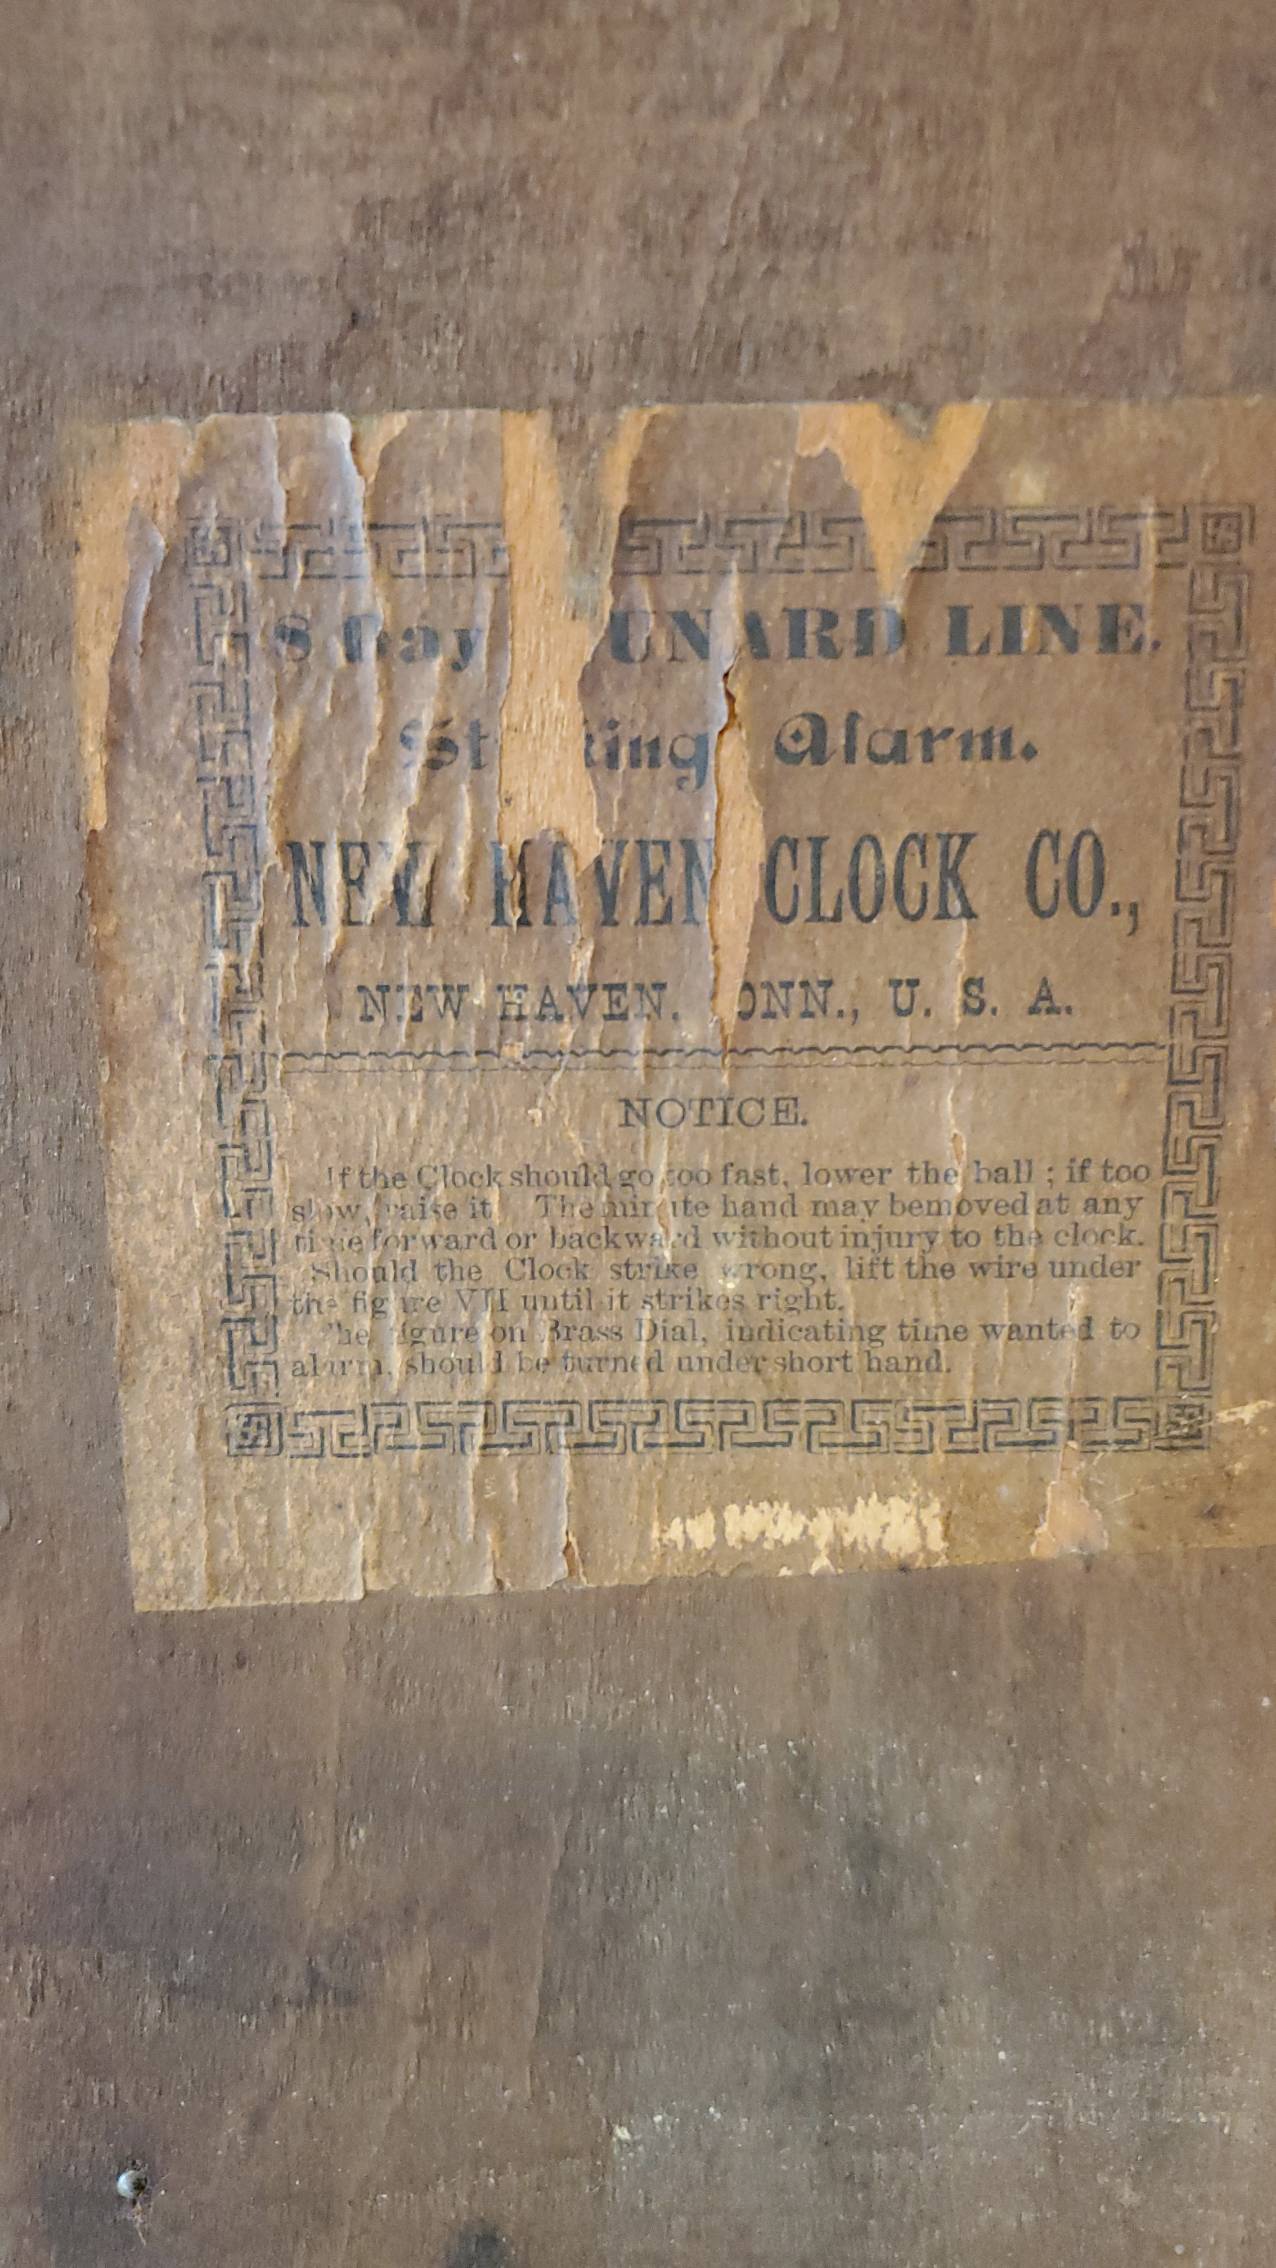 8 Day UNARD LINE.
Striking Alarm.
NEW HAVEN CLOCK CO.,
NEW HAVEN. ONN., U. S. A.
NOTICE.
If the Clock should go too fast, lower the ball ; if too
slow, raise it The minute hand may be moved at any
time forward or backward without injury to the clock.
Should the Clock strike wrong, lift the wire under
the figure VII until it strikes right.
The figure on Brass Dial, indicating time wanted to
alarm, should be turned under short hand.